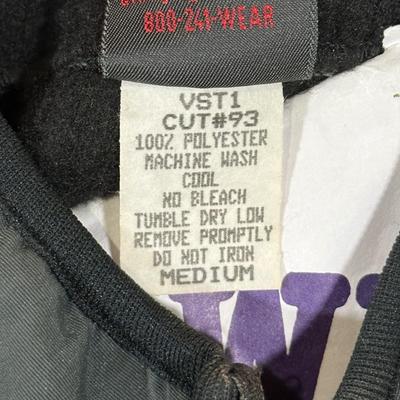 800-241-WEAR
VST1
CUT#93
100% POLYESTER
MACHINE WASH
COOL
NO BLEACH
TUMBLE DRY LOW
REMOVE PROMPTLY
DO NOT IRON
MEDIUM
W